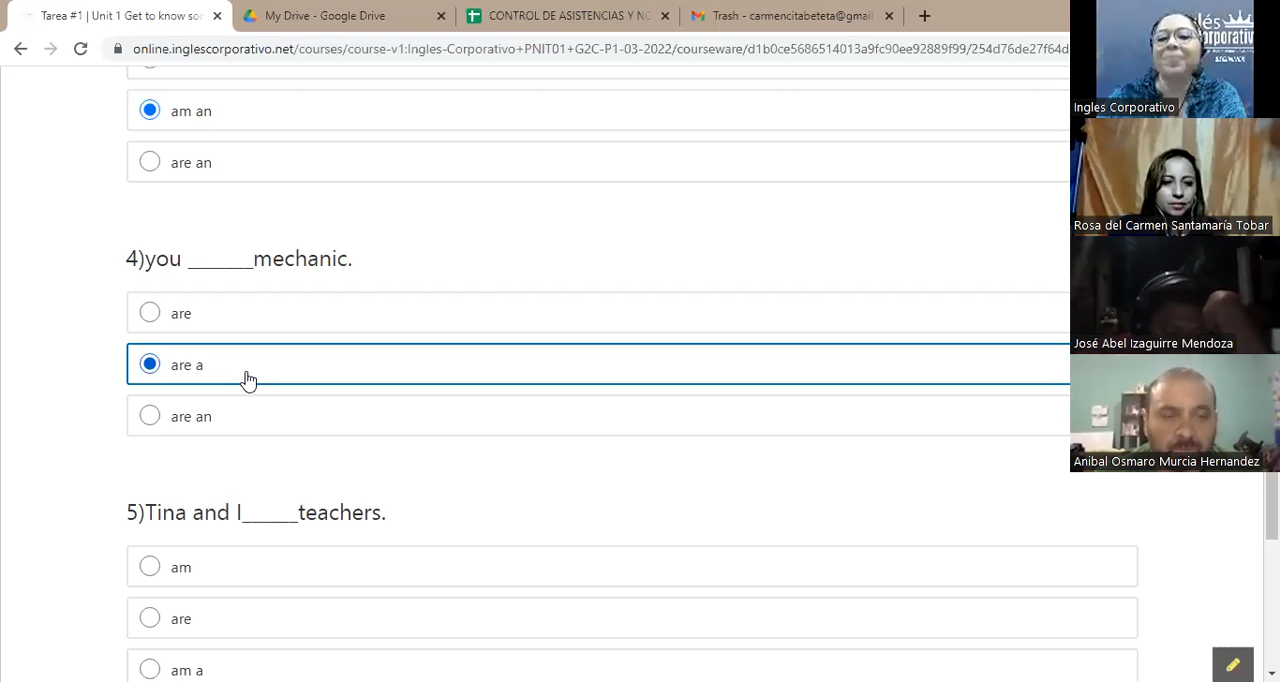 Tarea #1 | Unit 1 Get to know sor
My Drive - Google Drive
CONTROL DE ASISTENCIAS Y NC
Trash - carmencitabeteta@gmail
online.inglescorporativo.net/courses/course-v1:Ingles-Corporativo+PNIT01+G2C-P1-03-2022/courseware/d1b0ce5686514013a9fc90ee92889f99/254d76de27f64d
am an
are an
4)you ______mechanic.
are
are a
are an
5)Tina and I_____teachers.
am
are
am a
Ingles Corporativo
Rosa del Carmen Santamaría Tobar
José Abel Izaguirre Mendoza
Anibal Osmaro Murcia Hernandez